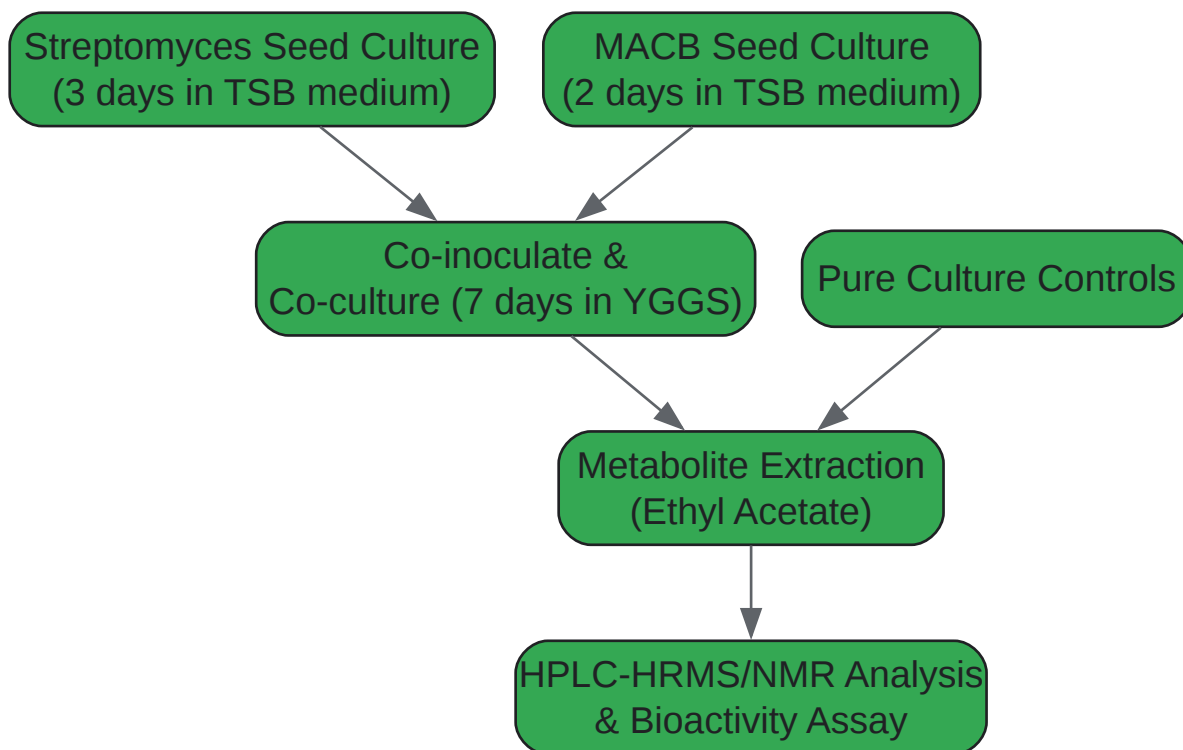 Streptomyces Seed Culture
(3 days in TSB medium)
MACB Seed Culture
(2 days in TSB medium)
Co-inoculate &
Co-culture (7 days in YGGS)
Pure Culture Controls
Metabolite Extraction
(Ethyl Acetate)
HPLC-HRMS/NMR Analysis
& Bioactivity Assay